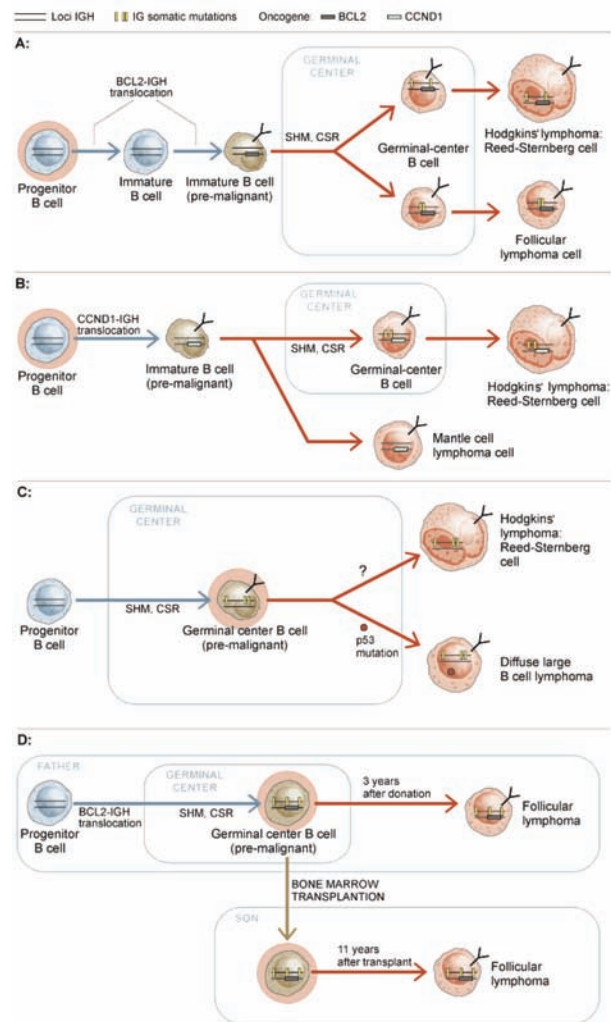 Loci IGH IG somatic mutations Oncogene: BCL2 CCND1
A:
GERMINAL
CENTER
BCL2-IGH
translocation
SHM, CSR
Progenitor
B cell
Immature
B cell
Immature B cell
(pre-malignant)
Germinal-center
B cell
Hodgkins' lymphoma:
Reed-Sternberg cell
Follicular
lymphoma cell
B:
GERMINAL
CENTER
CCND1-IGH
translocation
Progenitor
B cell
Immature B cell
(pre-malignant)
SHM, CSR
Germinal-center
B cell
Hodgkins' lymphoma:
Reed-Sternberg cell
Mantle cell
lymphoma cell
C:
GERMINAL
CENTER
Progenitor
B cell
SHM, CSR
Germinal center B cell
(pre-malignant)
?
p53
mutation
Hodgkins'
lymphoma:
Reed-Sternberg
cell
Diffuse large
B cell lymphoma
D:
FATHER
GERMINAL
CENTER
Progenitor
B cell
BCL2-IGH
translocation
SHM, CSR
Germinal center B cell
(pre-malignant)
3 years
after donation
Follicular
lymphoma
BONE MARROW
TRANSPLANTION
SON
11 years
after transplant
Follicular
lymphoma